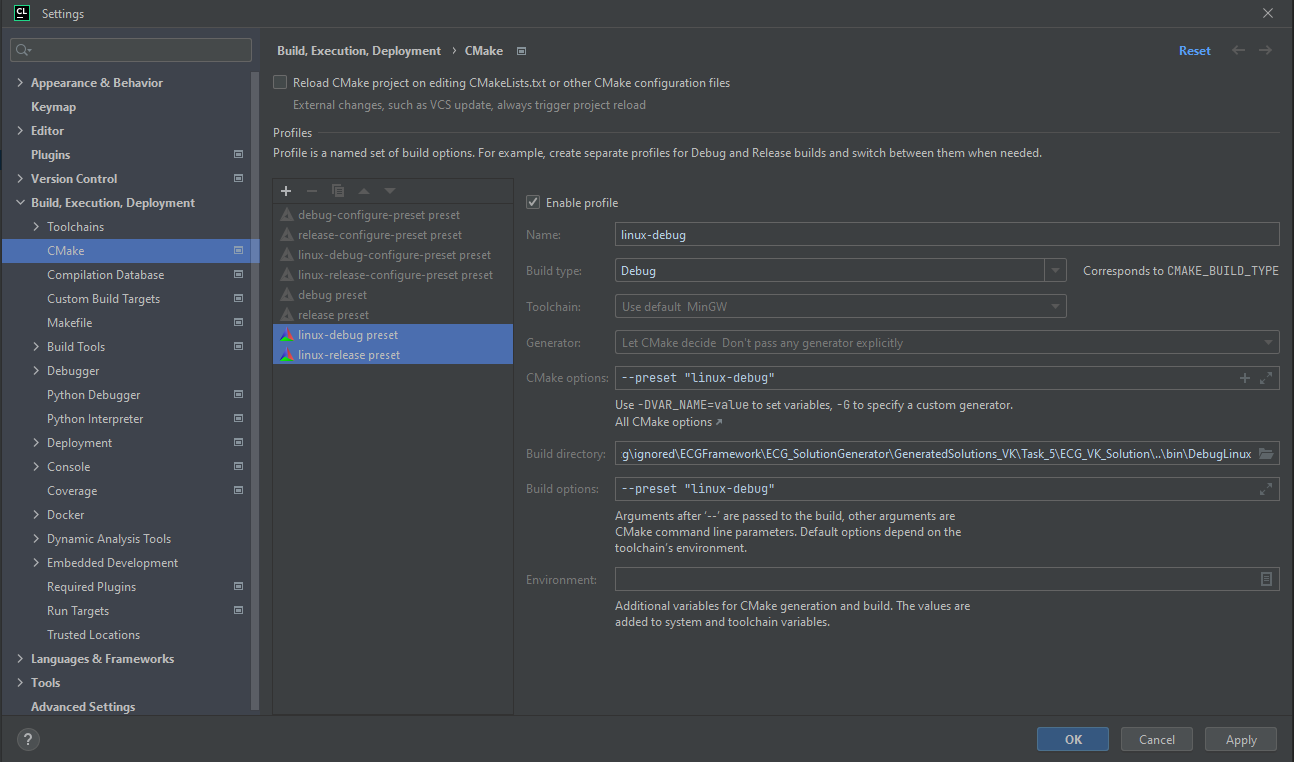 CL Settings
Appearance & Behavior
Keymap
Editor
Plugins
Version Control
Build, Execution, Deployment
Toolchains
CMake
Compilation Database
Custom Build Targets
Makefile
Build Tools
Debugger
Python Debugger
Python Interpreter
Deployment
Console
Coverage
Docker
Dynamic Analysis Tools
Embedded Development
Required Plugins
Run Targets
Trusted Locations
Languages & Frameworks
Tools
Advanced Settings
Build, Execution, Deployment › CMake
Reset
Reload CMake project on editing CMakeLists.txt or other CMake configuration files
External changes, such as VCS update, always trigger project reload
Profiles
Profile is a named set of build options. For example, create separate profiles for Debug and Release builds and switch between them when needed.
debug-configure-preset preset
release-configure-preset preset
linux-debug-configure-preset preset
linux-release-configure-preset preset
debug preset
release preset
linux-debug preset
linux-release preset
Enable profile
Name: linux-debug
Build type: Debug Corresponds to CMAKE_BUILD_TYPE
Toolchain: Use default MinGW
Generator: Let CMake decide Don't pass any generator explicitly
CMake options: --preset "linux-debug"
Use -DVAR_NAME=value to set variables, -G to specify a custom generator.
All CMake options ↗
Build directory: g\ignored\ECGFramework\ECG_SolutionGenerator\GeneratedSolutions_VK\Task_5\ECG_VK_Solution\..\bin\DebugLinux
Build options: --preset "linux-debug"
Arguments after '--' are passed to the build, other arguments are
CMake command line parameters. Default options depend on the
toolchain's environment.
Environment:
Additional variables for CMake generation and build. The values are
added to system and toolchain variables.
?
OK
Cancel
Apply